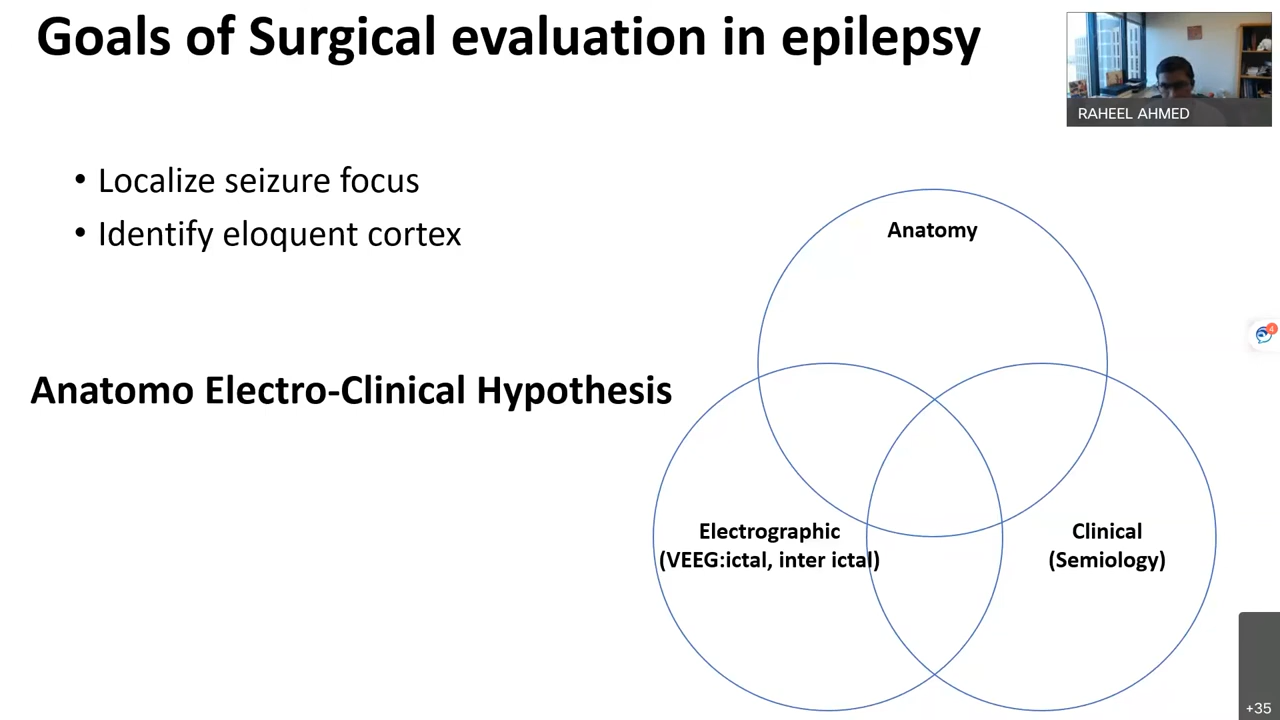 Goals of Surgical evaluation in epilepsy
RAHEEL AHMED
• Localize seizure focus
• Identify eloquent cortex
Anatomy
4
Anatomo Electro-Clinical Hypothesis
Electrographic
(VEEG:ictal, inter ictal)
Clinical
(Semiology)
+35